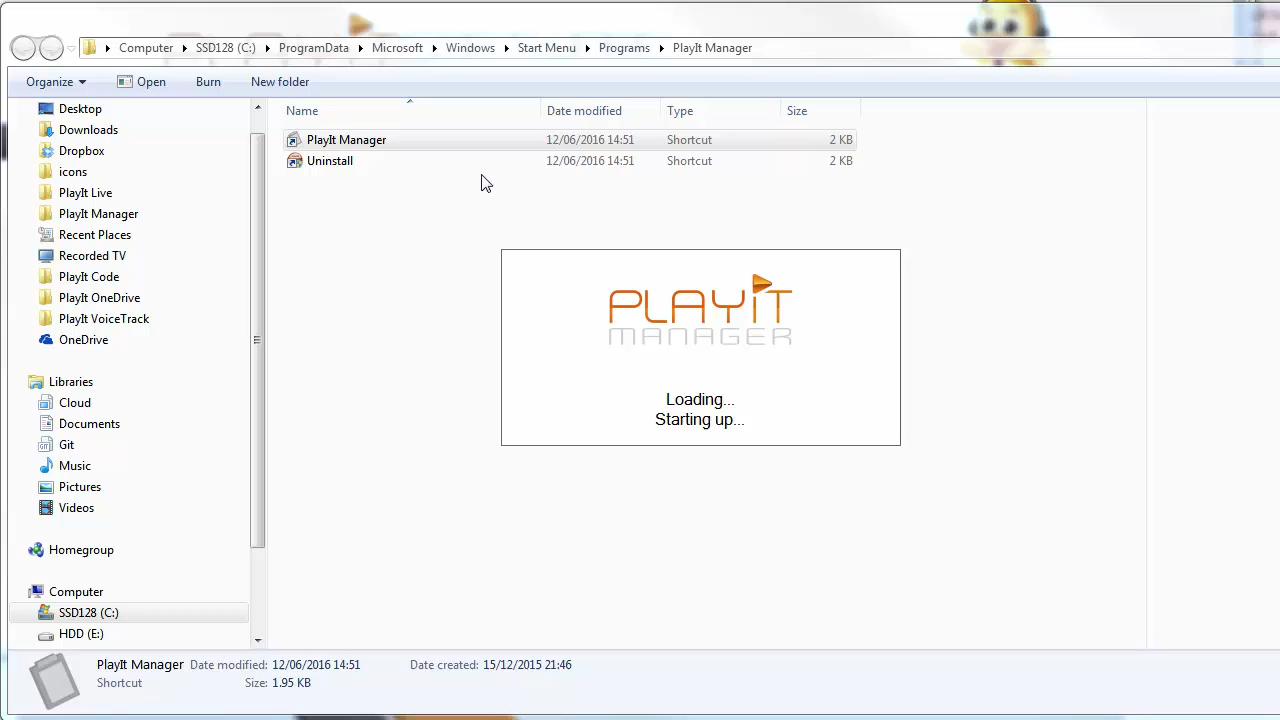 Computer SSD128 (C:) ProgramData Microsoft Windows Start Menu Programs PlayIt Manager
Organize Open Burn New folder
Desktop
Downloads
Dropbox
icons
PlayIt Live
PlayIt Manager
Recent Places
Recorded TV
PlayIt Code
PlayIt OneDrive
PlayIt VoiceTrack
OneDrive
Libraries
Cloud
Documents
Git
Music
Pictures
Videos
Homegroup
Computer
SSD128 (C:)
HDD (E:)
Name Date modified Type Size
PlayIt Manager 12/06/2016 14:51 Shortcut 2 KB
Uninstall 12/06/2016 14:51 Shortcut 2 KB
PLAYiT
MANAGER
Loading...
Starting up...
PlayIt Manager Date modified: 12/06/2016 14:51 Date created: 15/12/2015 21:46
Shortcut Size: 1.95 KB